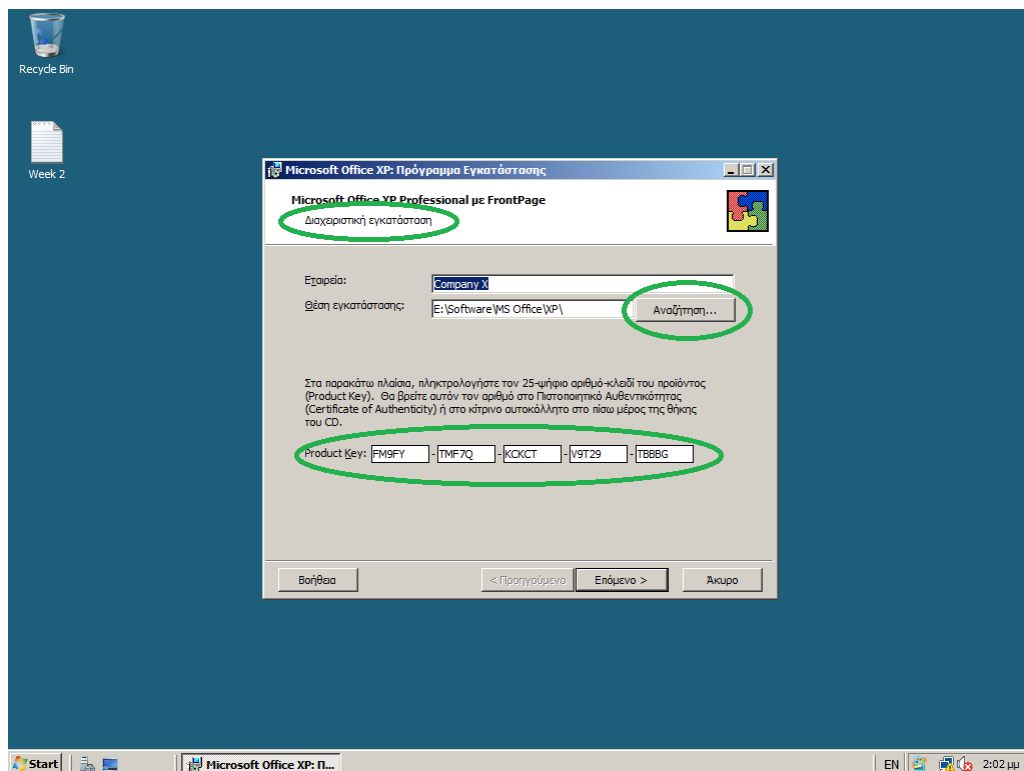 Recycle Bin
Week 2
Microsoft Office XP: Πρόγραμμα Εγκατάστασης
Microsoft Office XP Professional με FrontPage
Διαχειριστική εγκατάσταση
Εταιρεία: Company X
Θέση εγκατάστασης: E:\Software\MS Office\XP\ Αναζήτηση...
Στα παρακάτω πλαίσια, πληκτρολογήστε τον 25-ψήφιο αριθμό-κλειδί του προϊόντος
(Product Key). Θα βρείτε αυτόν τον αριθμό στο Πιστοποιητικό Αυθεντικότητας
(Certificate of Authenticity) ή στο κίτρινο αυτοκόλλητο στο πίσω μέρος της θήκης
του CD.
Product Key: FM9FY - TMF7Q - KCKCT - V9T29 - TBBBG
Βοήθεια < Προηγούμενο Επόμενο > Άκυρο
Start Microsoft Office XP: Π... EN 2:02 μμ